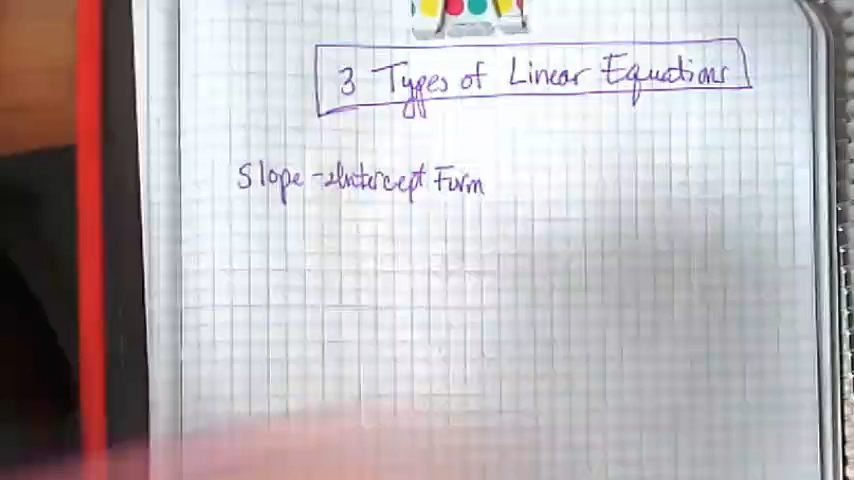 3 Types of Linear Equations
Slope-Intercept Form